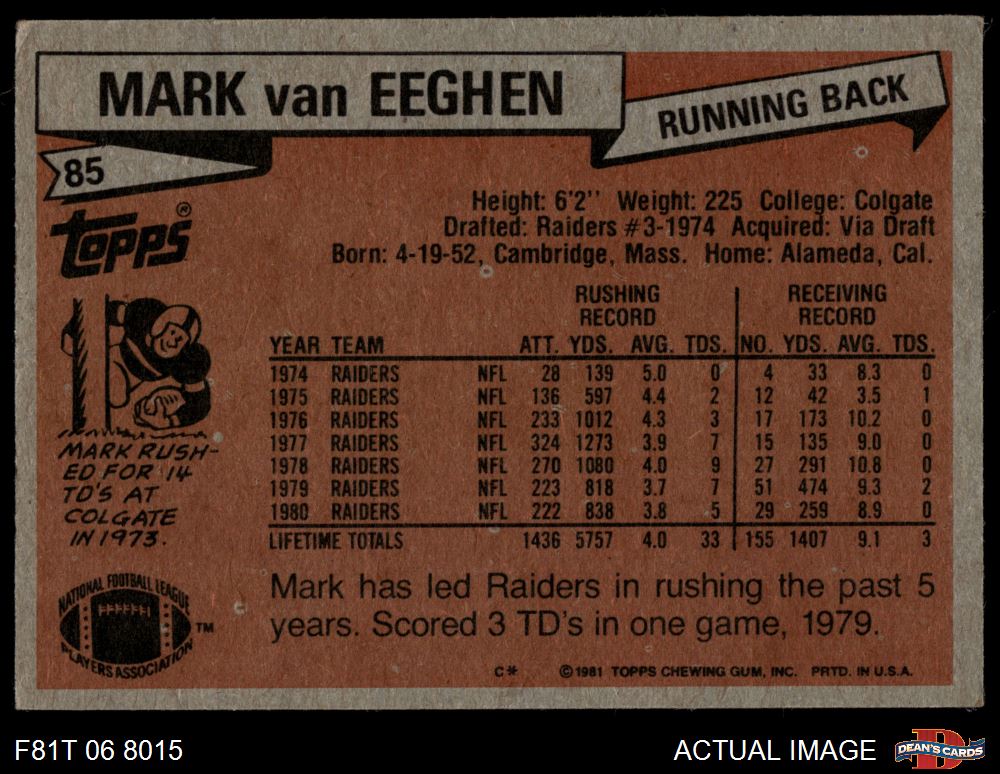 MARK van EEGHEN
RUNNING BACK
85
Topps®
Height: 6'2'' Weight: 225 College: Colgate
Drafted: Raiders #3-1974 Acquired: Via Draft
Born: 4-19-52, Cambridge, Mass. Home: Alameda, Cal.
RUSHING RECEIVING
RECORD RECORD
YEAR TEAM ATT. YDS. AVG. TDS. NO. YDS. AVG. TDS.
1974 RAIDERS NFL 28 139 5.0 0 4 33 8.3 0
1975 RAIDERS NFL 136 597 4.4 2 12 42 3.5 1
1976 RAIDERS NFL 233 1012 4.3 3 17 173 10.2 0
1977 RAIDERS NFL 324 1273 3.9 7 15 135 9.0 0
1978 RAIDERS NFL 270 1080 4.0 9 27 291 10.8 0
1979 RAIDERS NFL 223 818 3.7 7 51 474 9.3 2
1980 RAIDERS NFL 222 838 3.8 5 29 259 8.9 0
LIFETIME TOTALS 1436 5757 4.0 33 155 1407 9.1 3
MARK RUSH-
ED FOR 14
TD'S AT
COLGATE
IN 1973.
NATIONAL FOOTBALL LEAGUE
PLAYERS ASSOCIATION
TM
Mark has led Raiders in rushing the past 5
years. Scored 3 TD's in one game, 1979.
C* ©1981 TOPPS CHEWING GUM, INC. PRTD. IN U.S.A.
F81T 06 8015
ACTUAL IMAGE
D
DEAN'S CARDS